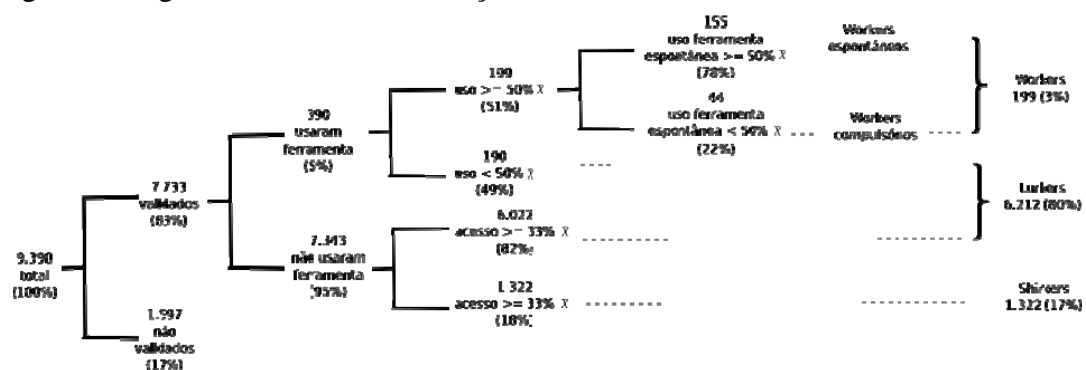 155
uso ferramenta
espontânea >= 50% x̄
(78%)
Workers
espontâneos
199
uso >= 50% x̄
(51%)
44
uso ferramenta
espontânea < 50% x̄
(22%)
Workers
compulsórios
Workers
199 (3%)
390
usaram
ferramenta
(5%)
190
uso < 50% x̄
(49%)
7.733
validados
(83%)
Lurkers
6.212 (80%)
6.022
acesso >= 33% x̄
(82%)
7.343
não usaram
ferramenta
(95%)
9.390
total
(100%)
1.322
acesso >= 33% x̄
(18%)
Shirkers
1.322 (17%)
não
validados
(17%)